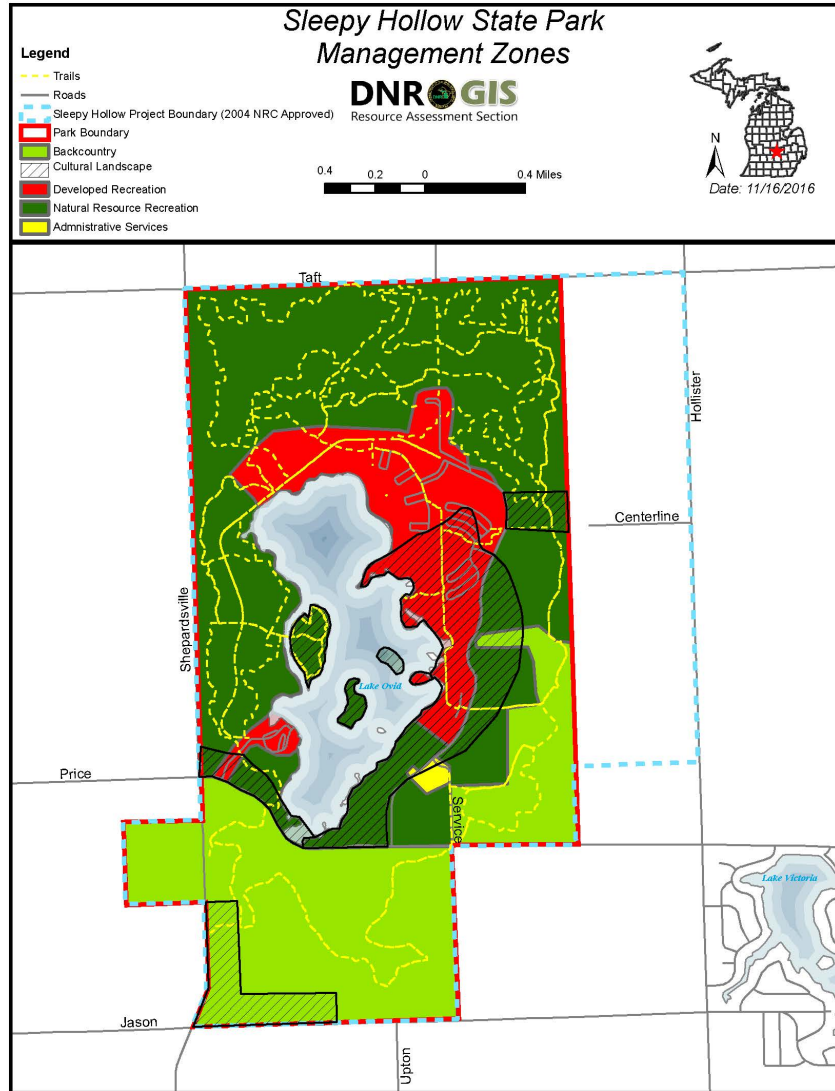 Sleepy Hollow State Park
Management Zones
Legend
Trails
Roads
Sleepy Hollow Project Boundary (2004 NRC Approved)
Park Boundary
Backcountry
Cultural Landscape
Developed Recreation
Natural Resource Recreation
Admnistrative Services
DNR GIS
Resource Assessment Section
0.4 0.2 0 0.4 Miles
N
Date: 11/16/2016
Taft
Hollister
Centerline
Shepardsville
Lake Ovid
Price
Service
Lake Victoria
Jason
Upton